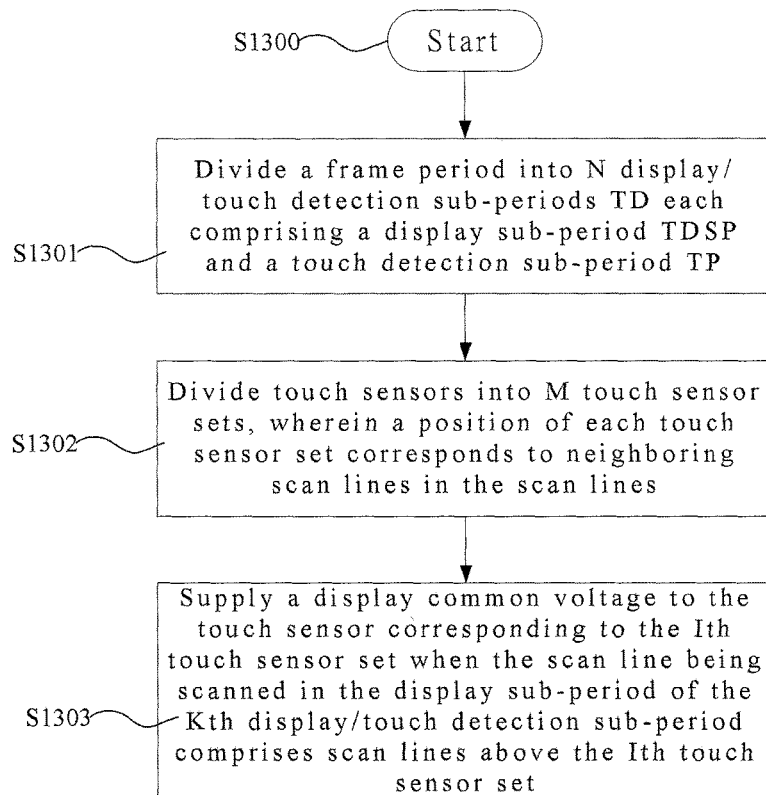 S1300
Start
Divide a frame period into N display/
touch detection sub-periods TD each
comprising a display sub-period TDSP
and a touch detection sub-period TP
S1301
Divide touch sensors into M touch sensor
sets, wherein a position of each touch
sensor set corresponds to neighboring
scan lines in the scan lines
S1302
Supply a display common voltage to the
touch sensor corresponding to the Ith
touch sensor set when the scan line being
scanned in the display sub-period of the
Kth display/touch detection sub-period
comprises scan lines above the Ith touch
sensor set
S1303